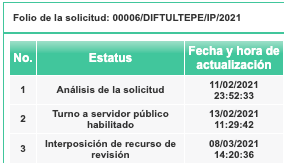 Folio de la solicitud: 00006/DIFTULTEPE/IP/2021
No. Estatus Fecha y hora de
actualización
1 Análisis de la solicitud 11/02/2021
23:52:33
2 Turno a servidor público 13/02/2021
habilitado 11:29:42
3 Interposición de recurso de 08/03/2021
revisión 14:20:36